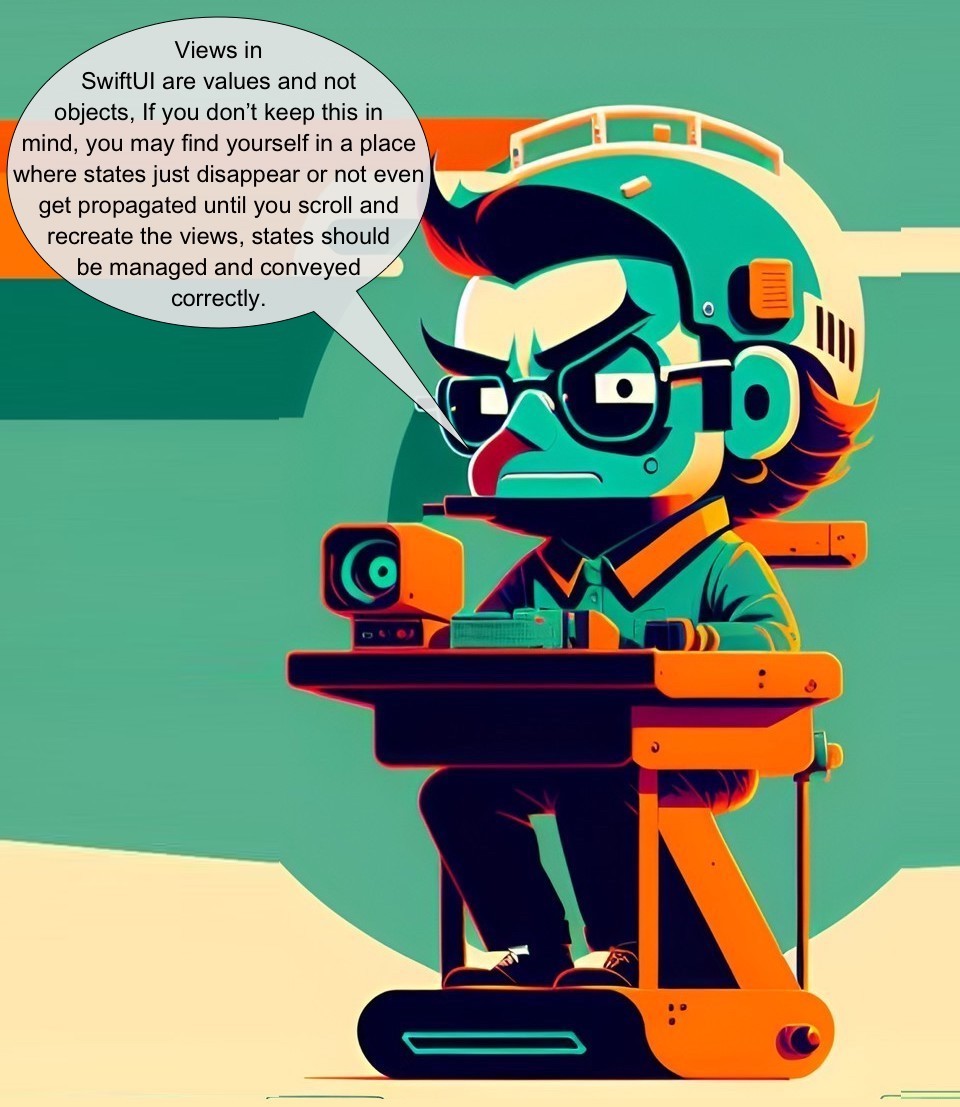 Views in
SwiftUI are values and not
objects, If you don’t keep this in
mind, you may find yourself in a place
where states just disappear or not even
get propagated until you scroll and
recreate the views, states should
be managed and conveyed
correctly.